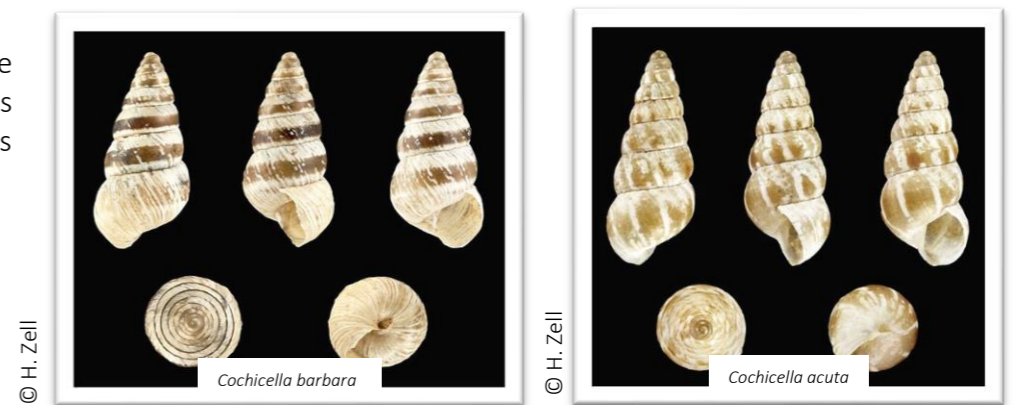 e
s
s
© H. Zell
Cochicella barbara
© H. Zell
Cochicella acuta